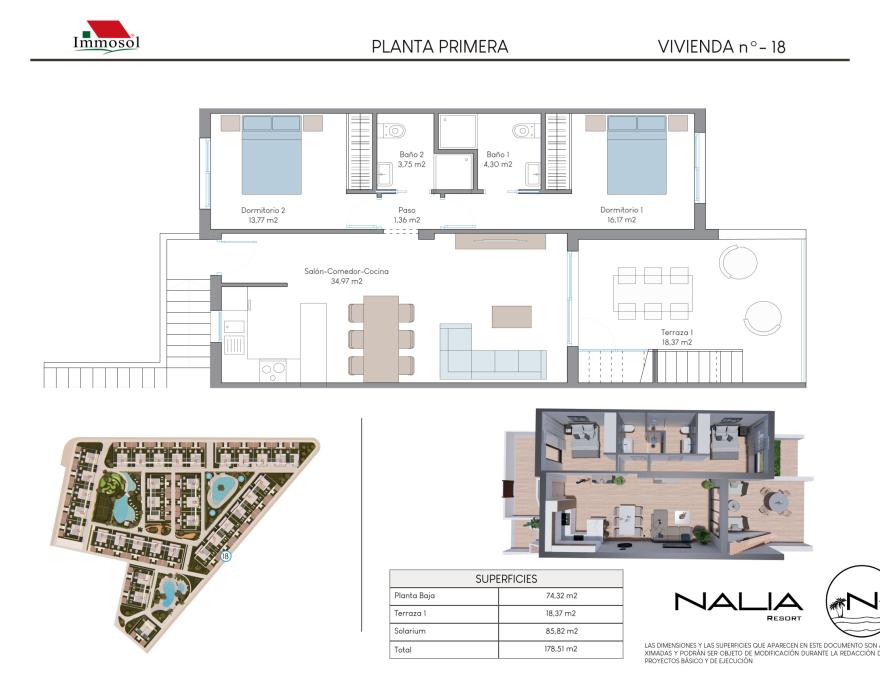 Immosol
PLANTA PRIMERA
VIVIENDA nº- 18
Baño 2
3,75 m2
Baño 1
4,30 m2
Dormitorio 2
13,77 m2
Paso
1,36 m2
Dormitorio 1
16,17 m2
Salón-Comedor-Cocina
34,97 m2
Terraza 1
18,37 m2
18
SUPERFICIES
Planta Baja 74,32 m2
Terraza 1 18,37 m2
Solarium 85,82 m2
Total 178,51 m2
NALIA
RESORT
N
LAS DIMENSIONES Y LAS SUPERFICIES QUE APARECEN EN ESTE DOCUMENTO SON
XIMADAS Y PODRÁN SER OBJETO DE MODIFICACIÓN DURANTE LA REDACCIÓN
PROYECTOS BÁSICO Y DE EJECUCIÓN